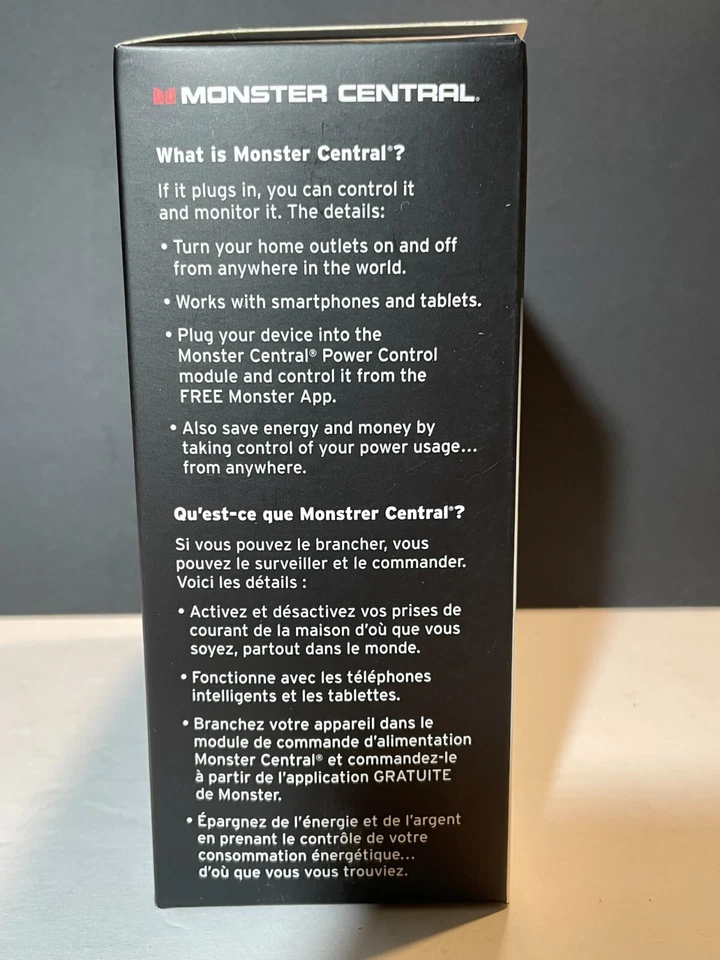 MONSTER CENTRAL®
What is Monster Central®?
If it plugs in, you can control it
and monitor it. The details:
• Turn your home outlets on and off
from anywhere in the world.
• Works with smartphones and tablets.
• Plug your device into the
Monster Central® Power Control
module and control it from the
FREE Monster App.
• Also save energy and money by
taking control of your power usage...
from anywhere.
Qu'est-ce que Monstrer Central®?
Si vous pouvez le brancher, vous
pouvez le surveiller et le commander.
Voici les détails :
• Activez et désactivez vos prises de
courant de la maison d'où que vous
soyez, partout dans le monde.
• Fonctionne avec les téléphones
intelligents et les tablettes.
• Branchez votre appareil dans le
module de commande d'alimentation
Monster Central® et commandez-le
à partir de l'application GRATUITE
de Monster.
• Épargnez de l'énergie et de l'argent
en prenant le contrôle de votre
consommation énergétique...
d'où que vous vous trouviez.